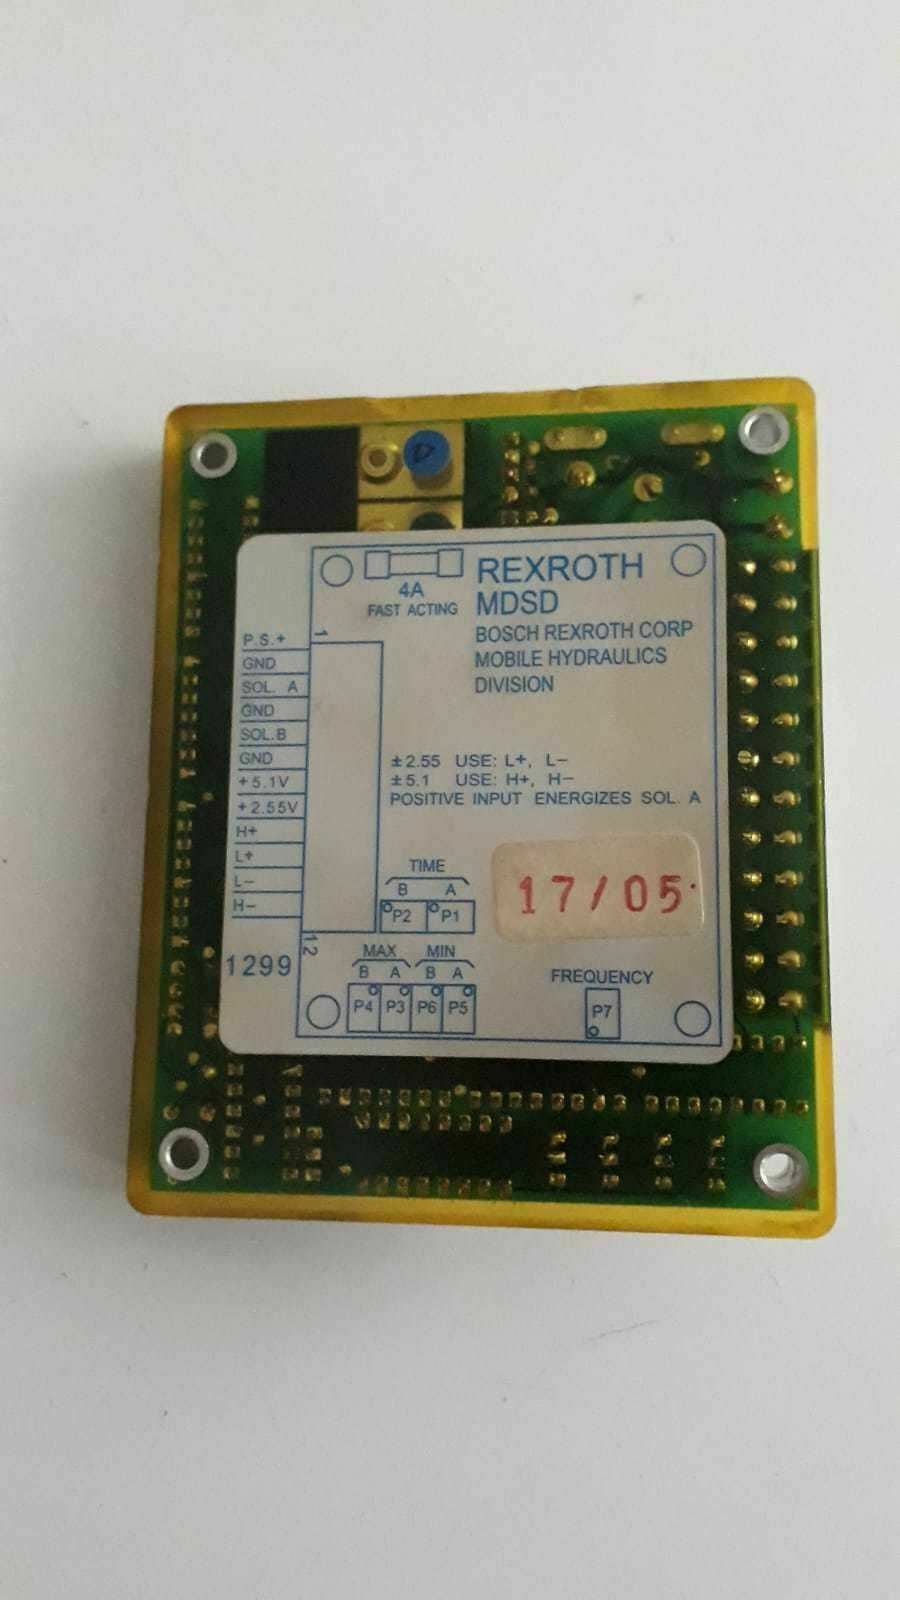 D
4A
FAST ACTING
REXROTH
MDSD
BOSCH REXROTH CORP
MOBILE HYDRAULICS
DIVISION
1
P.S.+
GND
SOL. A
GND
SOL.B
GND
+5.1V
+2.55V
H+
L+
L−
H−
12
1299
±2.55 USE: L+, L−
±5.1 USE: H+, H−
POSITIVE INPUT ENERGIZES SOL. A
TIME
B A
P2 P1
17/05
MAX MIN
B A B A
P4 P3 P6 P5
FREQUENCY
P7